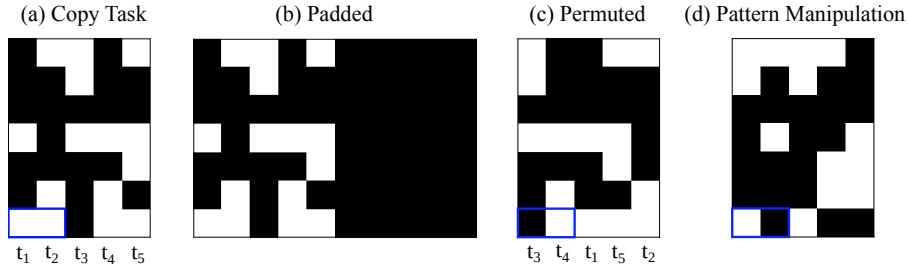 (a) Copy Task
(b) Padded
(c) Permuted
(d) Pattern Manipulation
t₁ t₂ t₃ t₄ t₅
t₃ t₄ t₁ t₅ t₂